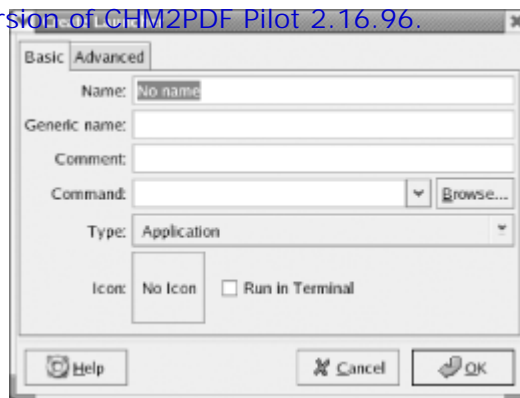 rsion of CHM2PDF Pilot 2.16.96.
Basic Advanced
Name: No name
Generic name:
Comment:
Command: Browse...
Type: Application
Icon: No Icon Run in Terminal
Help Cancel OK